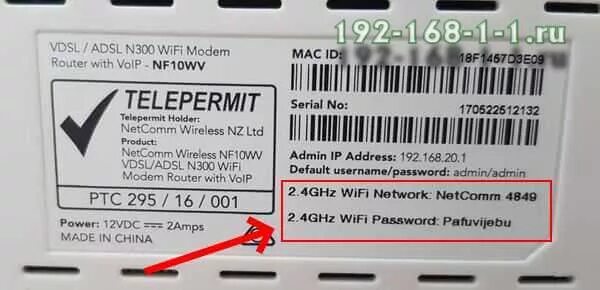 192-168-1-1.ru
VDSL / ADSL N300 WiFi Modem
Router with VoIP - NF10WV
TELEPERMIT
Telepermit Holder:
NetComm Wireless NZ Ltd
Product:
NetComm Wireless NF10WV
VDSL/ADSL N300 WiFi
Modem Router with VoIP
PTC 295 / 16 / 001
Power: 12VDC ⎓ 2Amps
MADE IN CHINA
MAC ID:
18F1457D3E09
Serial No:
170522512132
Admin IP Address: 192.168.20.1
Default username/password: admin/admin
2.4GHz WiFi Network: NetComm 4849
2.4GHz WiFi Password: Pafuvijebu